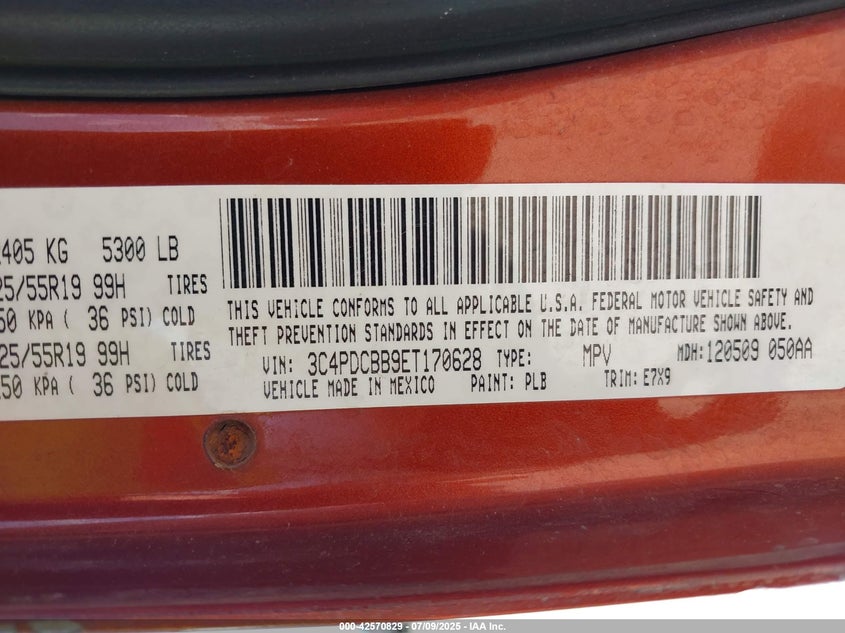 405 KG 5300 LB
25/55R19 99H TIRES
50 KPA ( 36 PSI) COLD
25/55R19 99H TIRES
50 KPA ( 36 PSI) COLD
THIS VEHICLE CONFORMS TO ALL APPLICABLE U.S.A. FEDERAL MOTOR VEHICLE SAFETY AND
THEFT PREVENTION STANDARDS IN EFFECT ON THE DATE OF MANUFACTURE SHOWN ABOVE.
VIN: 3C4PDCBB9ET170628 TYPE: MPV MDH: 120509 050AA
VEHICLE MADE IN MEXICO PAINT: PLB TRIM: E7X9
000-42570829 / 07/09/2025 - IAA Inc.